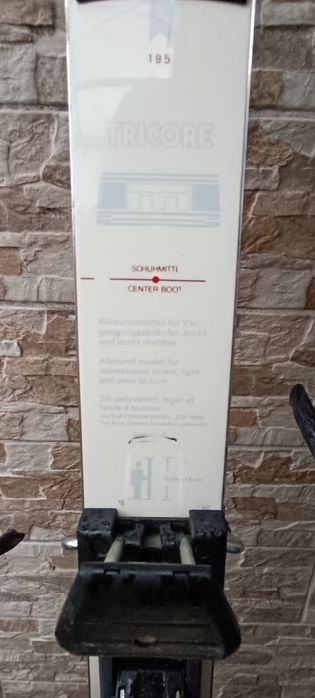 195
TRICORE
SCHUHMITTE
CENTER BOOT
Allroundmodell für Ver-
gnügungsskiläufer, leicht
und leicht drehbar
Allround model for
recreational skiers, light
and easy to turn
Ski polyvalent, léger et
facile à tourner